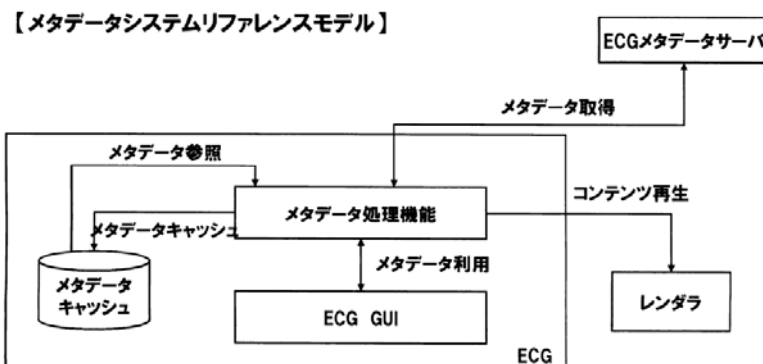 【メタデータシステムリファレンスモデル】
ECGメタデータサーバ
メタデータ取得
メタデータ参照
コンテンツ再生
メタデータ処理機能
メタデータキャッシュ
メタデータ利用
メタデータ
キャッシュ
レンダラ
ECG GUI
ECG